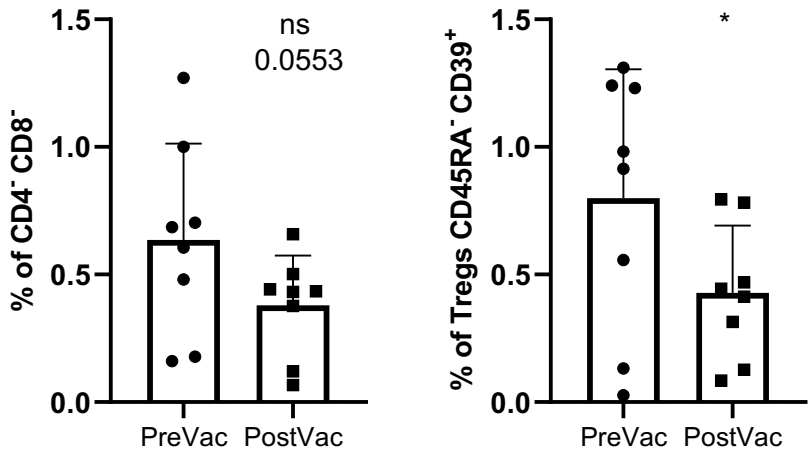 % of CD4⁻ CD8⁻
1.5
1.0
0.5
0.0
ns
0.0553
PreVac PostVac
% of Tregs CD45RA⁻ CD39⁺
1.5
1.0
0.5
0.0
*
PreVac PostVac